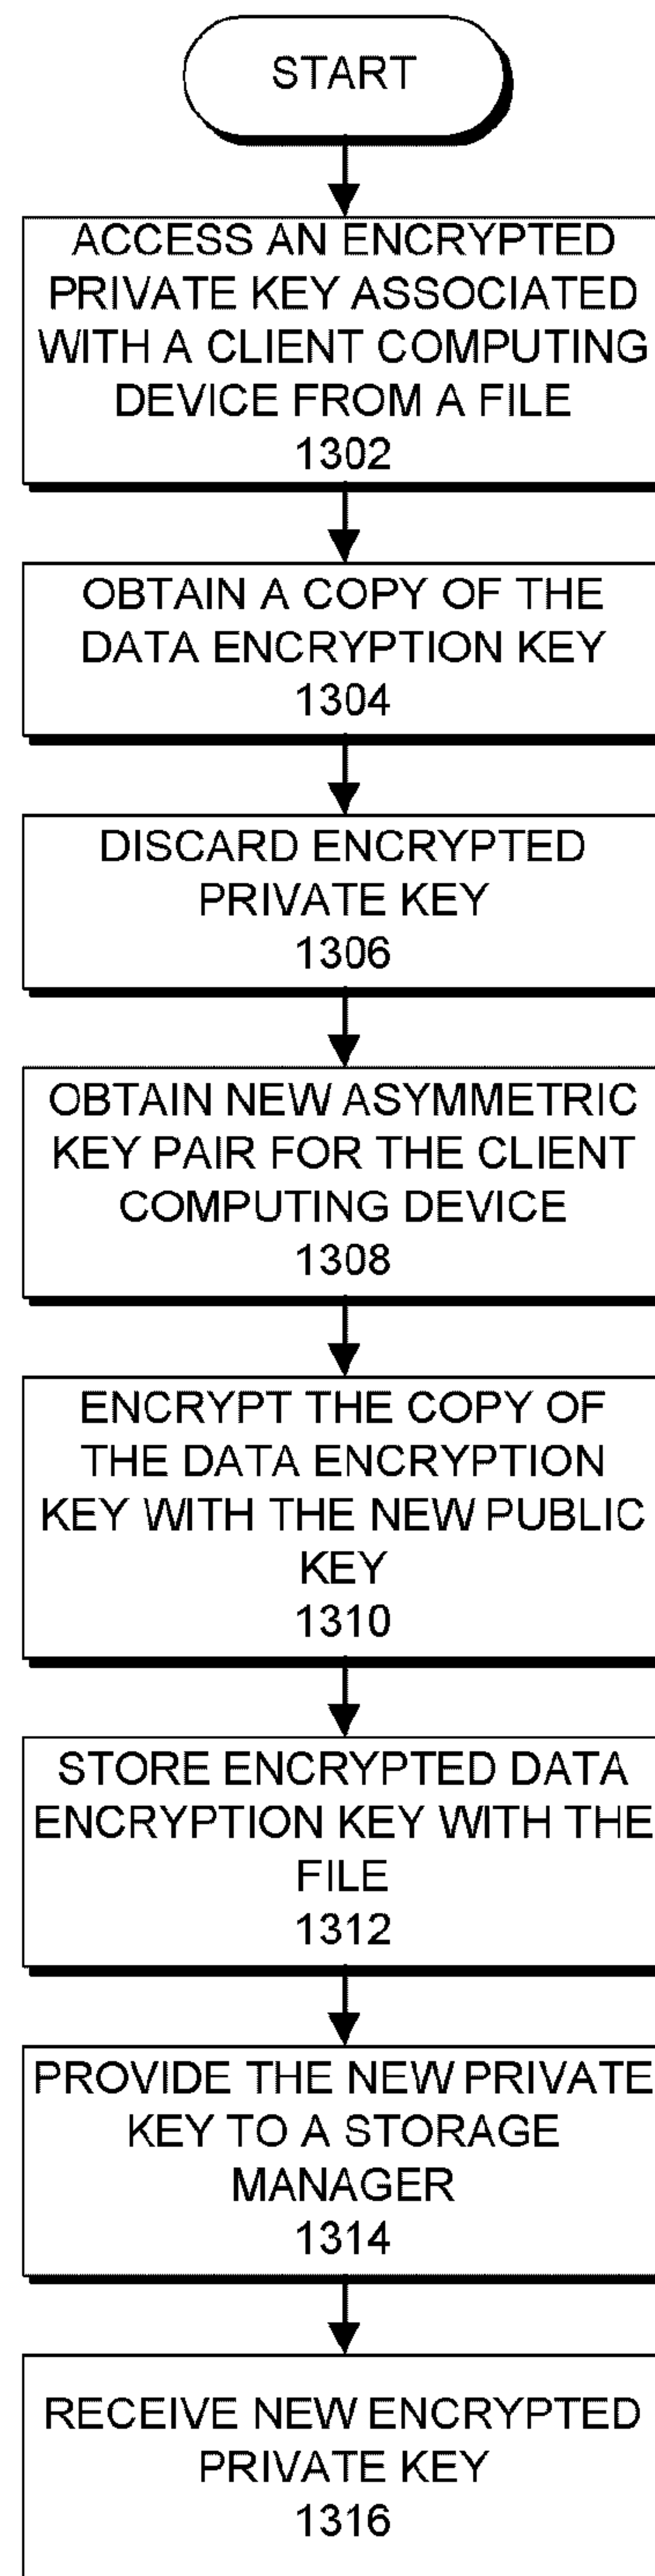 START
ACCESS AN ENCRYPTED
PRIVATE KEY ASSOCIATED
WITH A CLIENT COMPUTING
DEVICE FROM A FILE
1302
OBTAIN A COPY OF THE
DATA ENCRYPTION KEY
1304
DISCARD ENCRYPTED
PRIVATE KEY
1306
OBTAIN NEW ASYMMETRIC
KEY PAIR FOR THE CLIENT
COMPUTING DEVICE
1308
ENCRYPT THE COPY OF
THE DATA ENCRYPTION
KEY WITH THE NEW PUBLIC
KEY
1310
STORE ENCRYPTED DATA
ENCRYPTION KEY WITH THE
FILE
1312
PROVIDE THE NEW PRIVATE
KEY TO A STORAGE
MANAGER
1314
RECEIVE NEW ENCRYPTED
PRIVATE KEY
1316